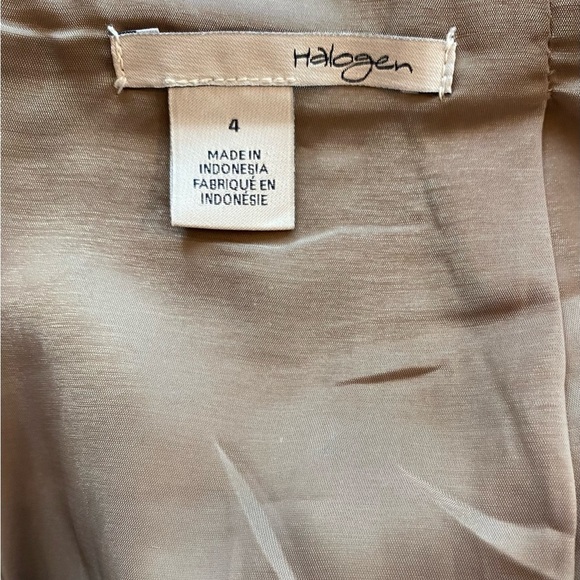 Halogen
4
MADE IN
INDONESIA
FABRIQUÉ EN
INDONÉSIE